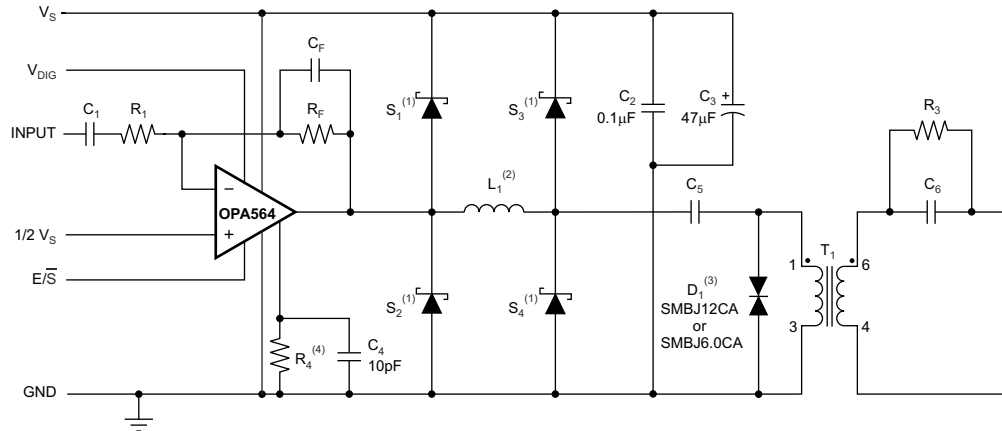 V_S
V_DIG
C_F
C_1
R_1
INPUT
R_F
S_1^(1)
S_3^(1)
C_2
0.1μF
C_3
+
47μF
R_3
L_1^(2)
C_5
C_6
−
OPA564
+
1/2 V_S
E/S̅
T_1
1
6
D_1^(3)
SMBJ12CA
or
SMBJ6.0CA
3
4
S_2^(1)
S_4^(1)
R_4^(4)
C_4
10pF
GND